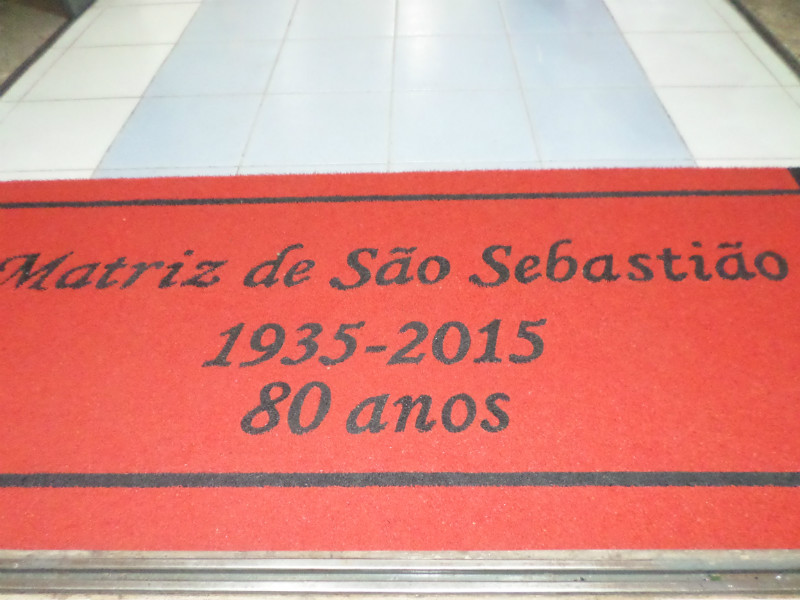 Matriz de São Sebastião
1935-2015
80 anos